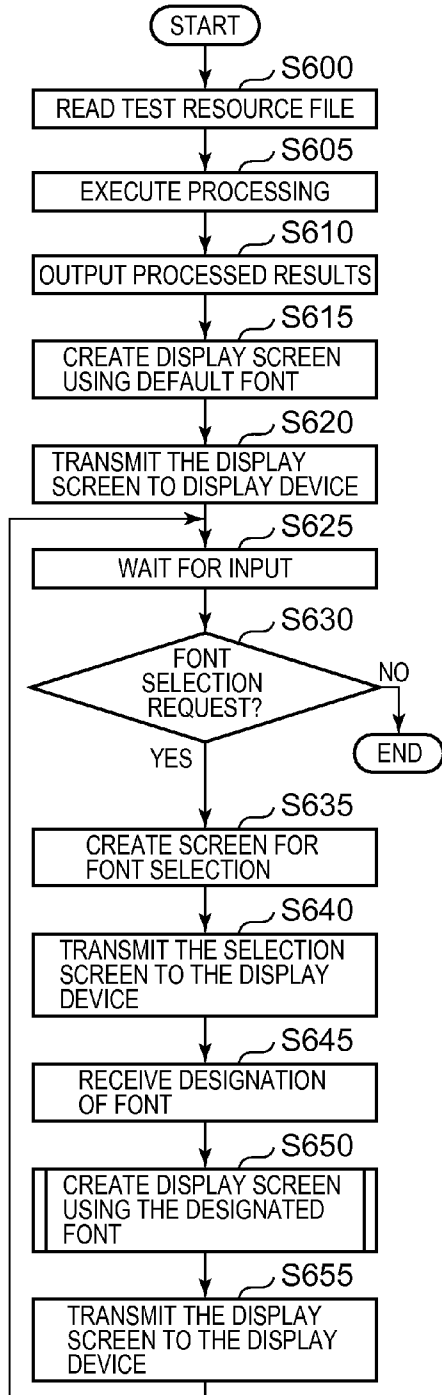 START
S600
READ TEST RESOURCE FILE
S605
EXECUTE PROCESSING
S610
OUTPUT PROCESSED RESULTS
S615
CREATE DISPLAY SCREEN
USING DEFAULT FONT
S620
TRANSMIT THE DISPLAY
SCREEN TO DISPLAY DEVICE
S625
WAIT FOR INPUT
S630
FONT
SELECTION
REQUEST?
NO
END
YES
S635
CREATE SCREEN FOR
FONT SELECTION
S640
TRANSMIT THE SELECTION
SCREEN TO THE DISPLAY
DEVICE
S645
RECEIVE DESIGNATION
OF FONT
S650
CREATE DISPLAY SCREEN
USING THE DESIGNATED
FONT
S655
TRANSMIT THE DISPLAY
SCREEN TO THE DISPLAY
DEVICE